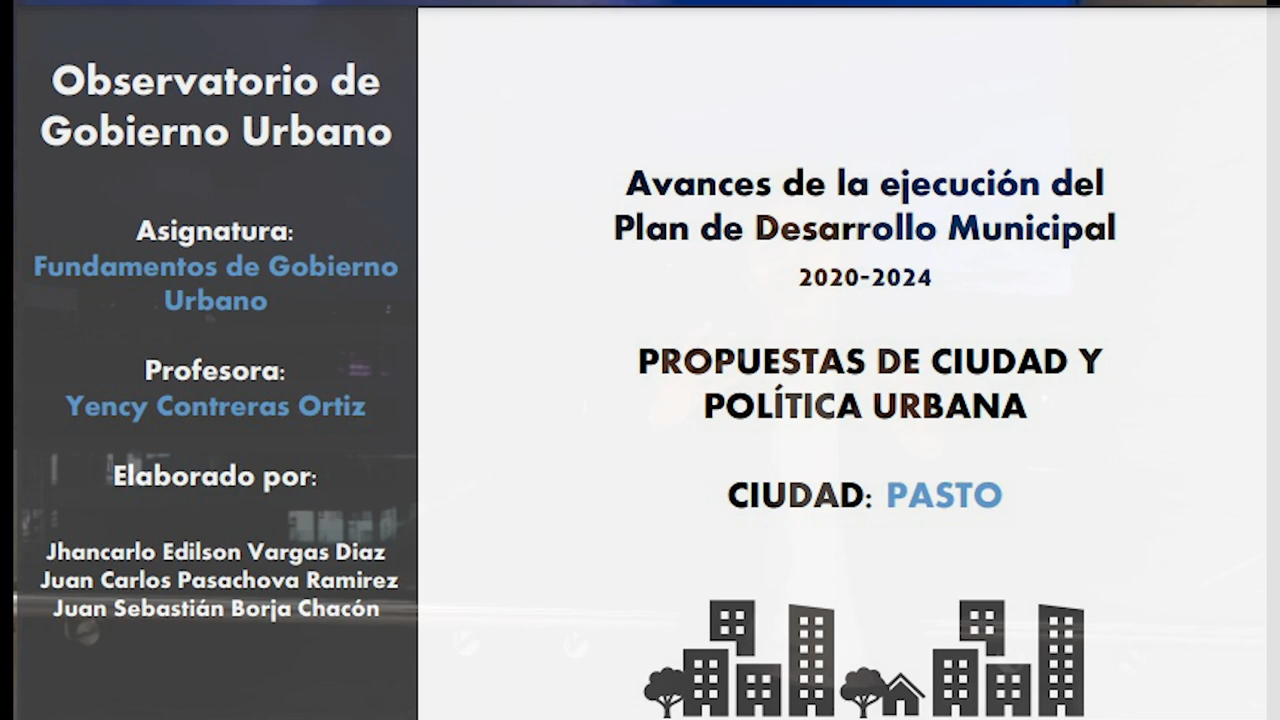 Observatorio de
Gobierno Urbano
Asignatura:
Fundamentos de Gobierno
Urbano
Profesora:
Yency Contreras Ortiz
Elaborado por:
Jhancarlo Edilson Vargas Diaz
Juan Carlos Pasachova Ramirez
Juan Sebastián Borja Chacón
Avances de la ejecución del
Plan de Desarrollo Municipal
2020-2024
PROPUESTAS DE CIUDAD Y
POLÍTICA URBANA
CIUDAD: PASTO